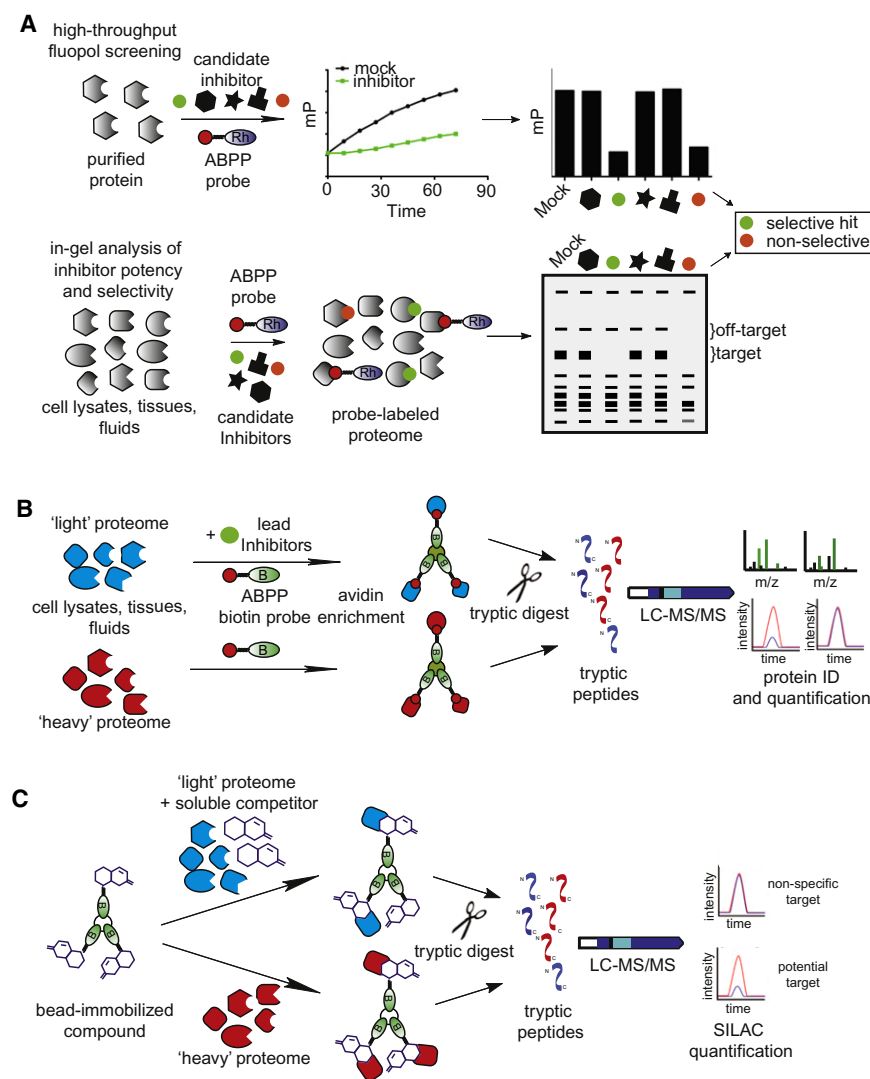 A
high-throughput
fluopol screening
candidate
inhibitor
Rh
ABPP
probe
purified
protein
mock
inhibitor
mP
0
30
60
90
Time
mP
Mock
selective hit
non-selective
in-gel analysis of
inhibitor potency
and selectivity
ABPP
probe
Rh
Rh
Rh
cell lysates, tissues,
fluids
candidate
Inhibitors
probe-labeled
proteome
Mock
}off-target
}target
B
'light' proteome
+
lead
Inhibitors
B
ABPP
biotin probe
avidin
enrichment
cell lysates, tissues,
fluids
B
'heavy' proteome
B
B
B
B
B
B
tryptic digest
N
C
N
C
N
C
N
C
N
C
N
C
tryptic
peptides
LC-MS/MS
m/z
m/z
intensity
time
intensity
time
protein ID
and quantification
C
'light' proteome
+ soluble competitor
B
B
B
bead-immobilized
compound
'heavy' proteome
B
B
B
B
B
B
tryptic digest
N
C
N
C
N
C
N
C
N
C
N
C
tryptic
peptides
LC-MS/MS
intensity
time
non-specific
target
intensity
time
potential
target
SILAC
quantification